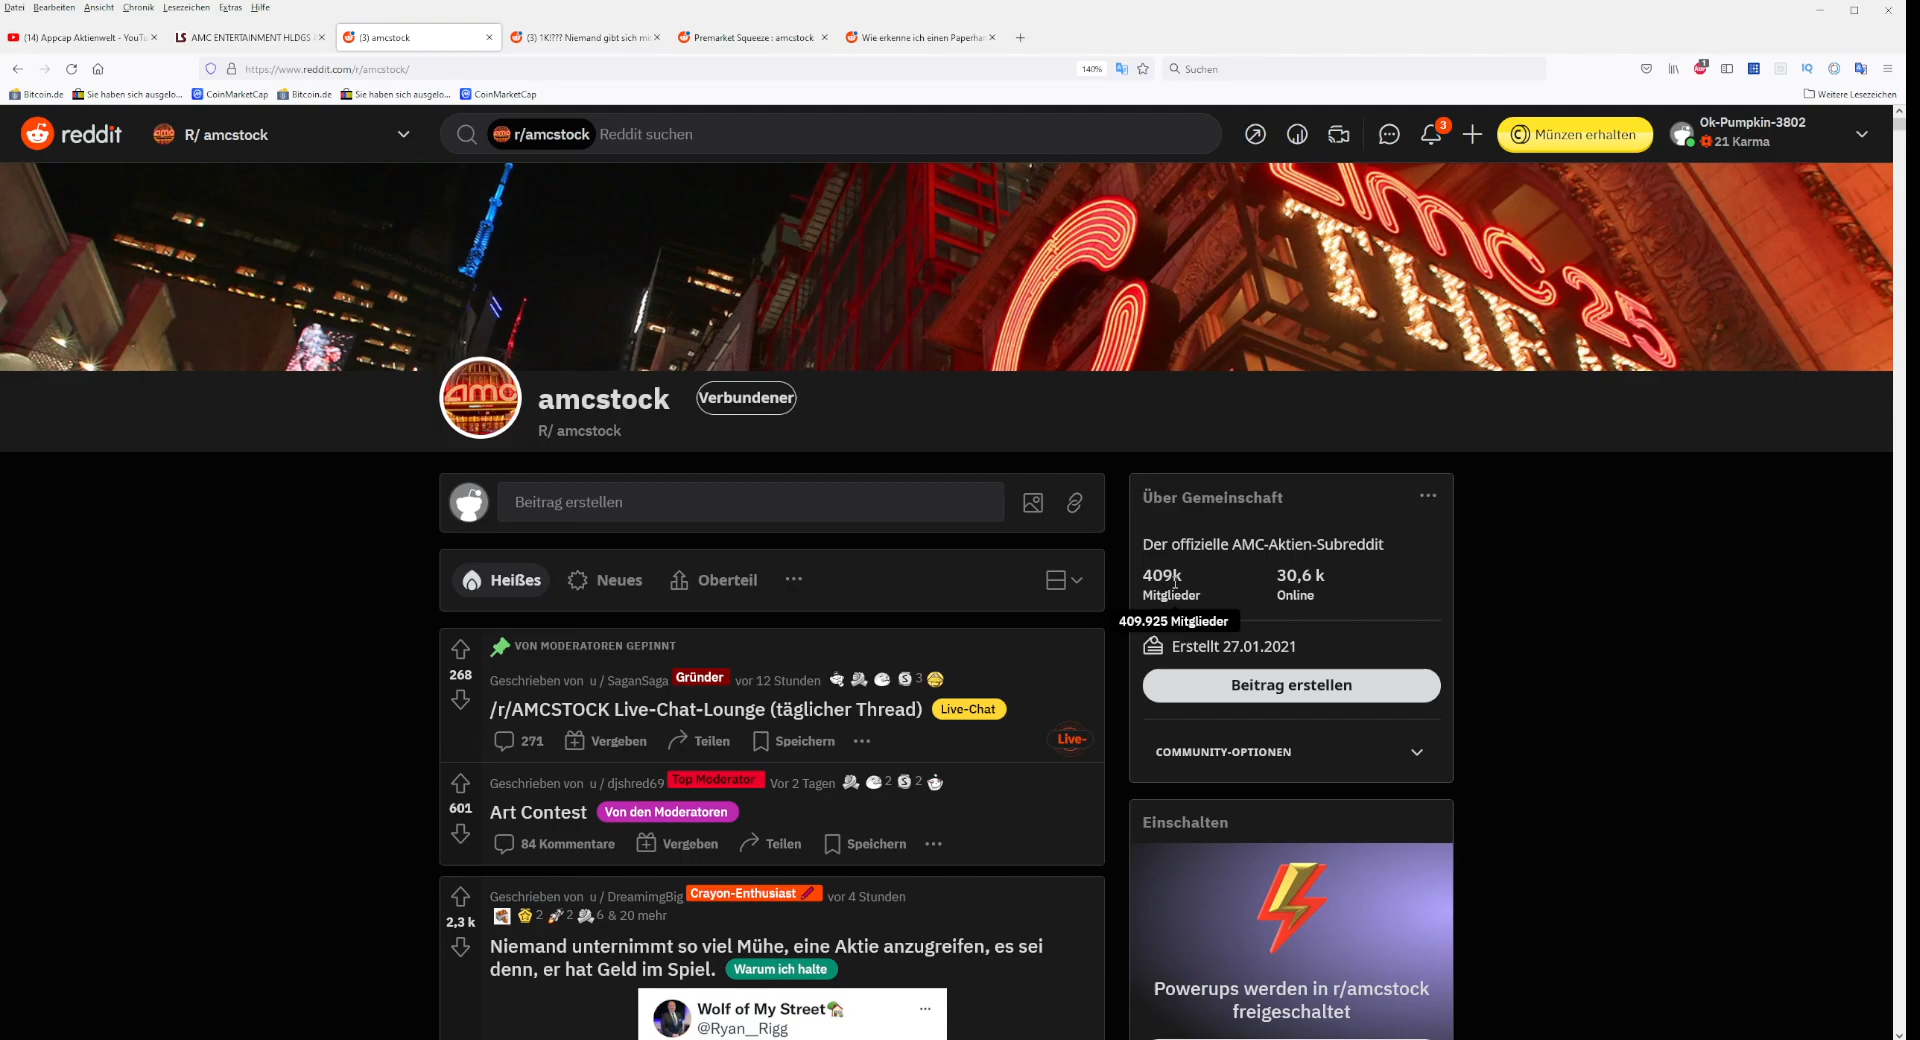 Datei Bearbeiten Ansicht Chronik Lesezeichen Extras Hilfe
(14) Appcap Aktienwelt - YouTu
LS AMC ENTERTAINMENT HLDGS
(3) amcstock
(3) 1K!??? Niemand gibt sich mi
Premarket Squeeze : amcstock
Wie erkenne ich einen Paperha
https://www.reddit.com/r/amcstock/
140%
Suchen
1
IQ
Bitcoin.de Sie haben sich ausgelo... CoinMarketCap Bitcoin.de Sie haben sich ausgelo... CoinMarketCap
Weitere Lesezeichen
reddit
R/ amcstock
r/amcstock Reddit suchen
3
Münzen erhalten
Ok-Pumpkin-3802
21 Karma
amc 25
amc
amcstock
Verbundener
R/ amcstock
Beitrag erstellen
Heißes Neues Oberteil
268
VON MODERATOREN GEPINNT
Geschrieben von u / SaganSaga Gründer vor 12 Stunden 3
/r/AMCSTOCK Live-Chat-Lounge (täglicher Thread) Live-Chat
271 Vergeben Teilen Speichern
Live-
601
Geschrieben von u / djshred69 Top Moderator Vor 2 Tagen 2 2
Art Contest Von den Moderatoren
84 Kommentare Vergeben Teilen Speichern
2,3 k
Geschrieben von u / DreamimgBig Crayon-Enthusiast vor 4 Stunden
2 2 6 & 20 mehr
Niemand unternimmt so viel Mühe, eine Aktie anzugreifen, es sei
denn, er hat Geld im Spiel. Warum ich halte
Wolf of My Street
@Ryan__Rigg
Über Gemeinschaft
Der offizielle AMC-Aktien-Subreddit
409k 30,6 k
Mitglieder Online
409.925 Mitglieder
Erstellt 27.01.2021
Beitrag erstellen
COMMUNITY-OPTIONEN
Einschalten
Powerups werden in r/amcstock
freigeschaltet